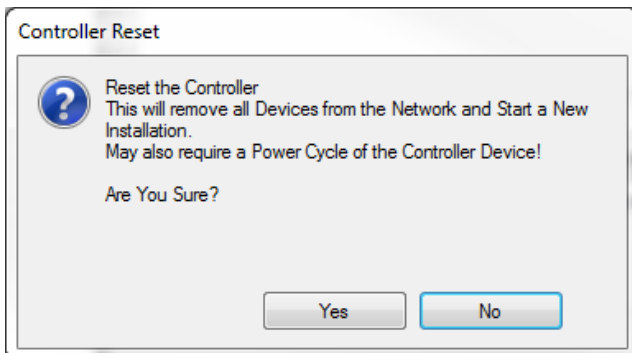 Controller Reset
Reset the Controller
This will remove all Devices from the Network and Start a New
Installation.
May also require a Power Cycle of the Controller Device!
Are You Sure?
Yes
No